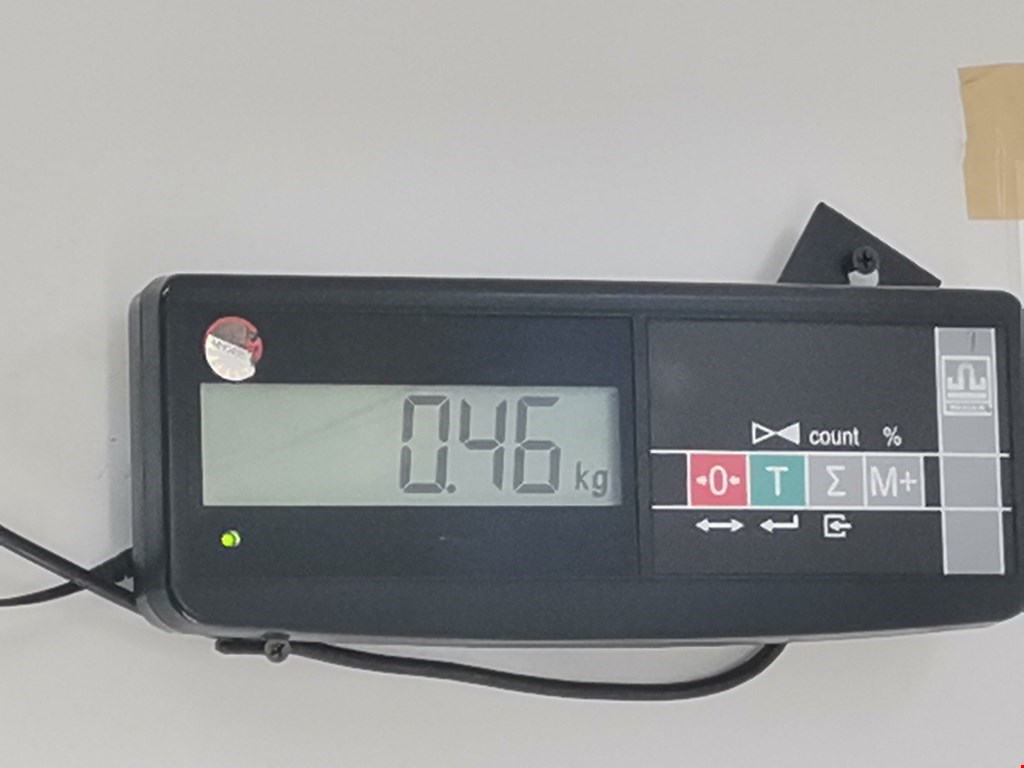 0.46 kg
count %
0 T Σ M+